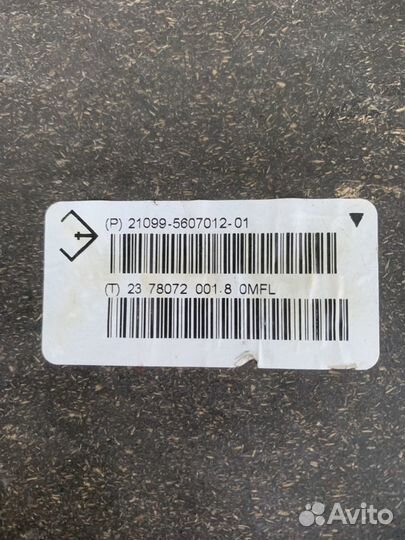 (P) 21099-5607012-01
(T) 23 78072 001.8 0MFL
Avito